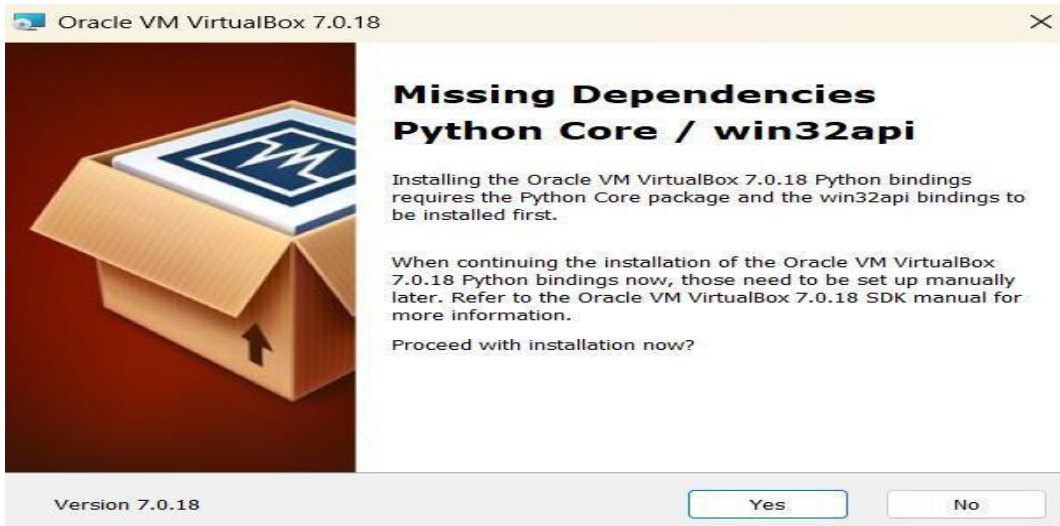 Oracle VM VirtualBox 7.0.18
Missing Dependencies
Python Core / win32api
Installing the Oracle VM VirtualBox 7.0.18 Python bindings
requires the Python Core package and the win32api bindings to
be installed first.
When continuing the installation of the Oracle VM VirtualBox
7.0.18 Python bindings now, those need to be set up manually
later. Refer to the Oracle VM VirtualBox 7.0.18 SDK manual for
more information.
Proceed with installation now?
Version 7.0.18
Yes
No